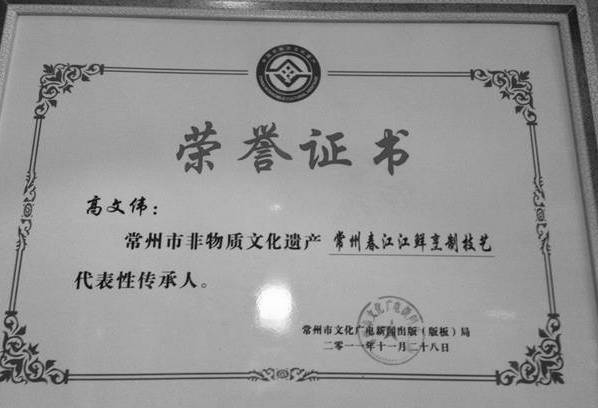 荣誉证书
高文伟：
常州市非物质文化遗产 常州春江江鲜烹制技艺
代表性传承人。
常州市文化广电新闻出版（版权）局
二〇一一年十一月二十八日